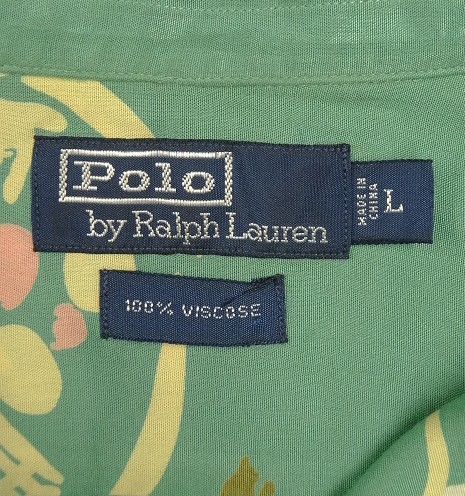 Polo
by Ralph Lauren
MADE IN
CHINA
L
100% VISCOSE